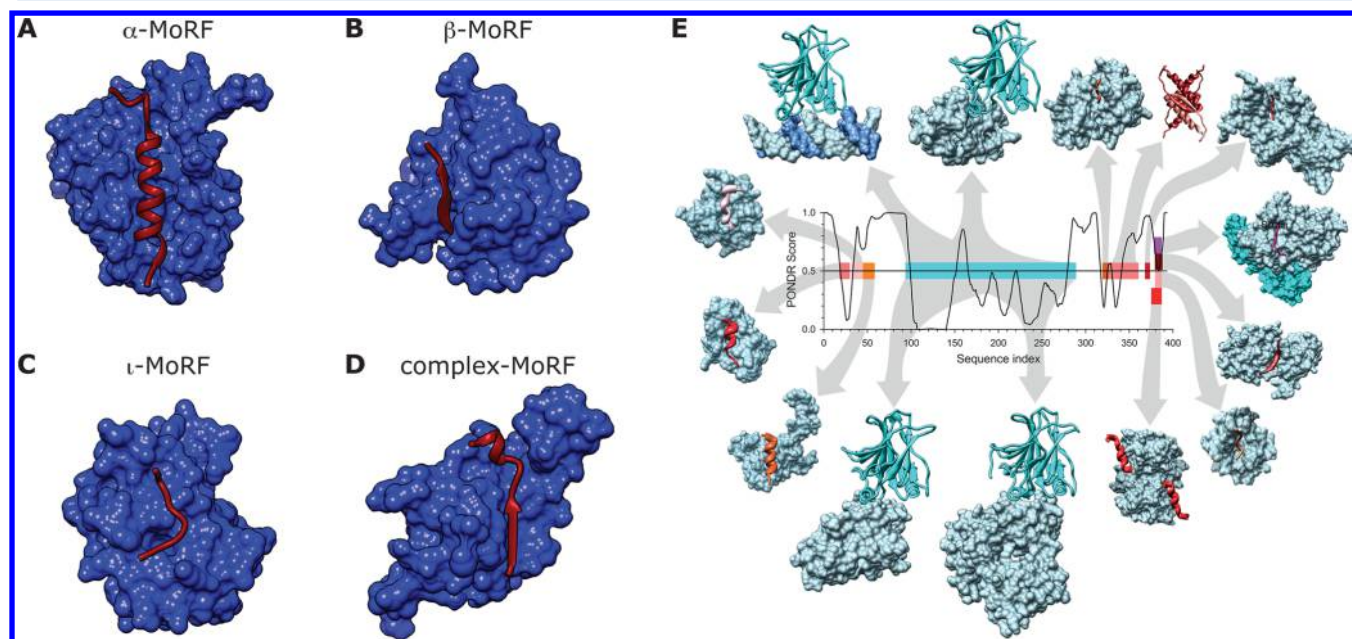 A
α-MoRF
B
β-MoRF
C
ι-MoRF
D
complex-MoRF
E
PONDR Score
1.0
0.5
0.0
0
50
100
150
200
250
300
350
400
Sequence index